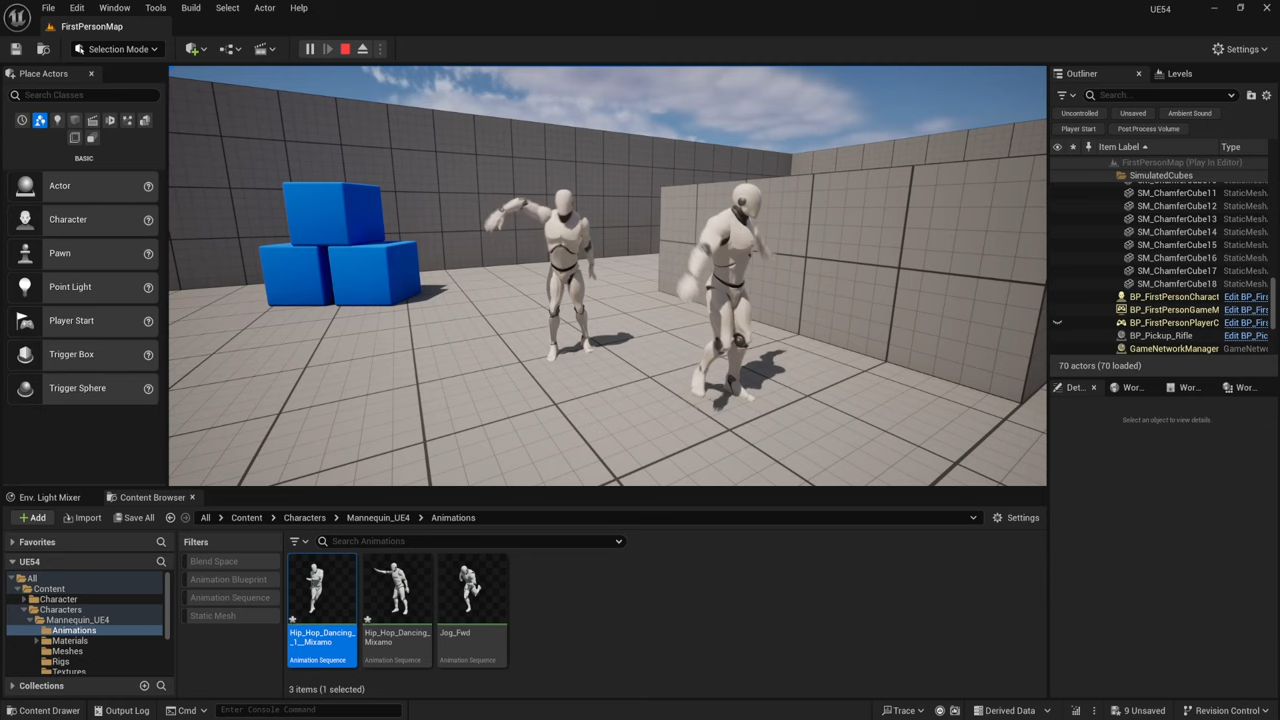 File Edit Window Tools Build Select Actor Help
UE54
FirstPersonMap
Selection Mode
Settings
Place Actors
Outliner
Levels
Search Classes
Search...
Uncontrolled
Unsaved
Ambient Sound
Player Start
Post Process Volume
BASIC
Item Label
Type
FirstPersonMap (Play In Editor)
SimulatedCubes
SM_ChamferCube11 StaticMesh.
SM_ChamferCube12 StaticMesh.
SM_ChamferCube13 StaticMesh.
SM_ChamferCube14 StaticMesh.
SM_ChamferCube15 StaticMesh.
SM_ChamferCube16 StaticMesh.
SM_ChamferCube17 StaticMesh.
SM_ChamferCube18 StaticMesh.
BP_FirstPersonCharact Edit BP_Firs
BP_FirstPersonGameM Edit BP_Firs
BP_FirstPersonPlayerC Edit BP_Firs
BP_Pickup_Rifle Edit BP_Pic
GameNetworkManager GameNetwor
70 actors (70 loaded)
Actor
Character
Pawn
Point Light
Player Start
Trigger Box
Trigger Sphere
Det...
Wor...
Wor...
Wor...
Select an object to view details
Env. Light Mixer
Content Browser
Add
Import
Save All
All > Content > Characters > Mannequin_UE4 > Animations
Settings
Favorites
Filters
Search Animations
UE54
All
Content
Character
Characters
Mannequin_UE4
Animations
Materials
Meshes
Rigs
Textures
Collections
Blend Space
Animation Blueprint
Animation Sequence
Static Mesh
Hip_Hop_Dancing_
_1__Mixamo
Animation Sequence
Hip_Hop_Dancing_
Mixamo
Animation Sequence
Jog_Fwd
Animation Sequence
3 items (1 selected)
Content Drawer
Output Log
Cmd
Enter Console Command
Trace
Derived Data
9 Unsaved
Revision Control